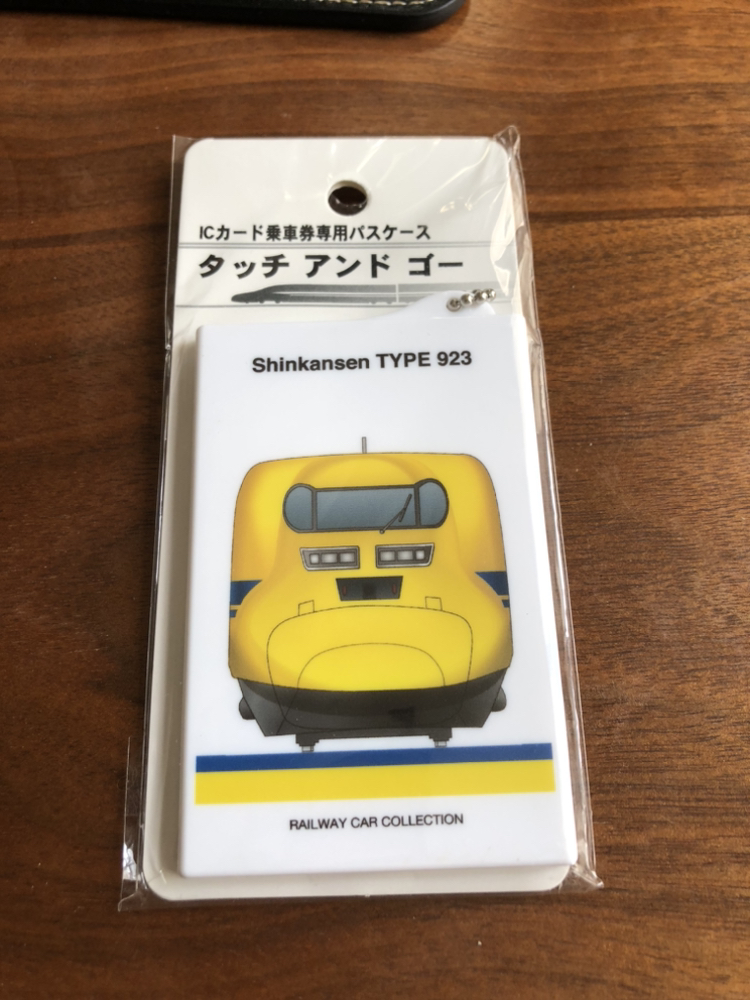 ICカード乗車券専用パスケース
タッチ アンド ゴー
Shinkansen TYPE 923
RAILWAY CAR COLLECTION